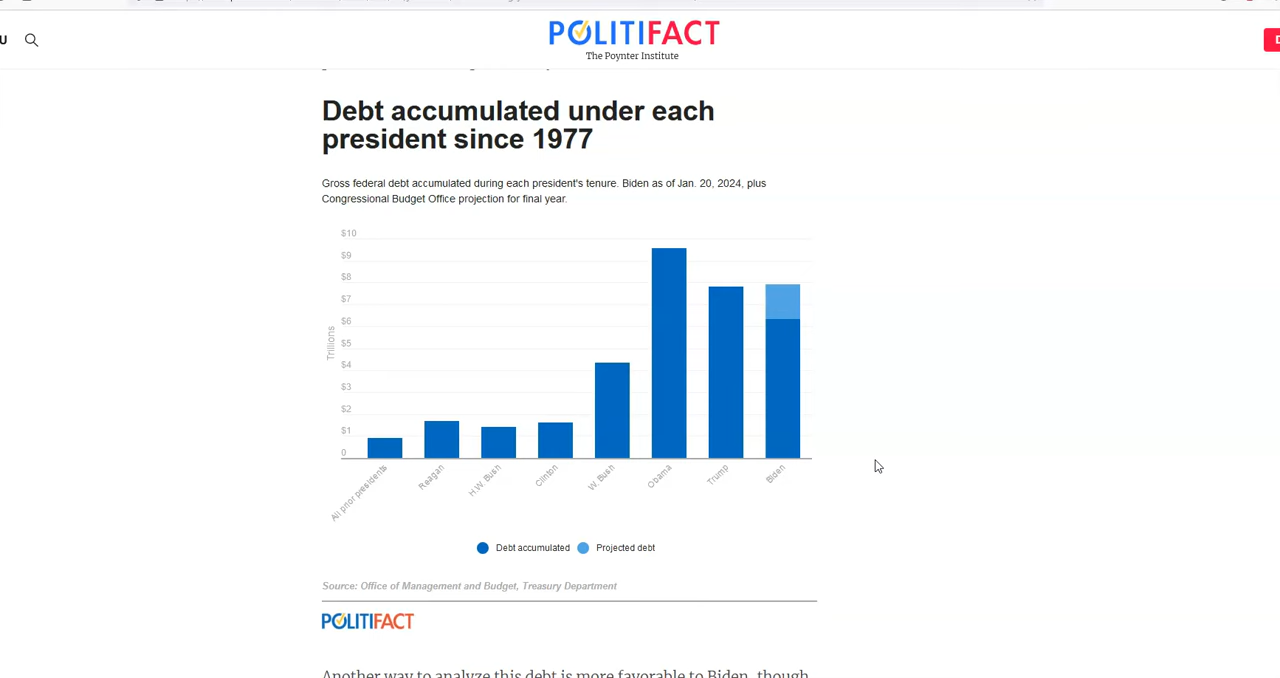 U
POLITIFACT
The Poynter Institute
Debt accumulated under each
president since 1977
Gross federal debt accumulated during each president's tenure. Biden as of Jan. 20, 2024, plus
Congressional Budget Office projection for final year.
Trillions
$10
$9
$8
$7
$6
$5
$4
$3
$2
$1
0
All prior presidents
Reagan
H.W. Bush
Clinton
W. Bush
Obama
Trump
Biden
Debt accumulated
Projected debt
Source: Office of Management and Budget, Treasury Department
POLITIFACT
Another way to analyze this debt is more favorable to Biden, though